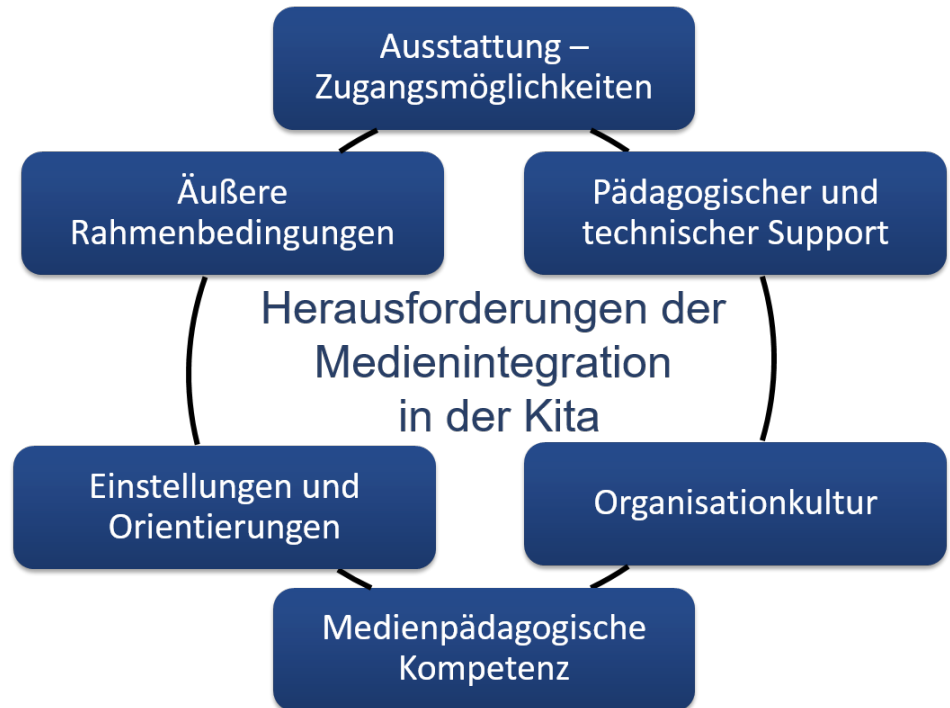 Ausstattung –
Zugangsmöglichkeiten
Äußere
Rahmenbedingungen
Pädagogischer und
technischer Support
Herausforderungen der
Medienintegration
in der Kita
Einstellungen und
Orientierungen
Organisationkultur
Medienpädagogische
Kompetenz